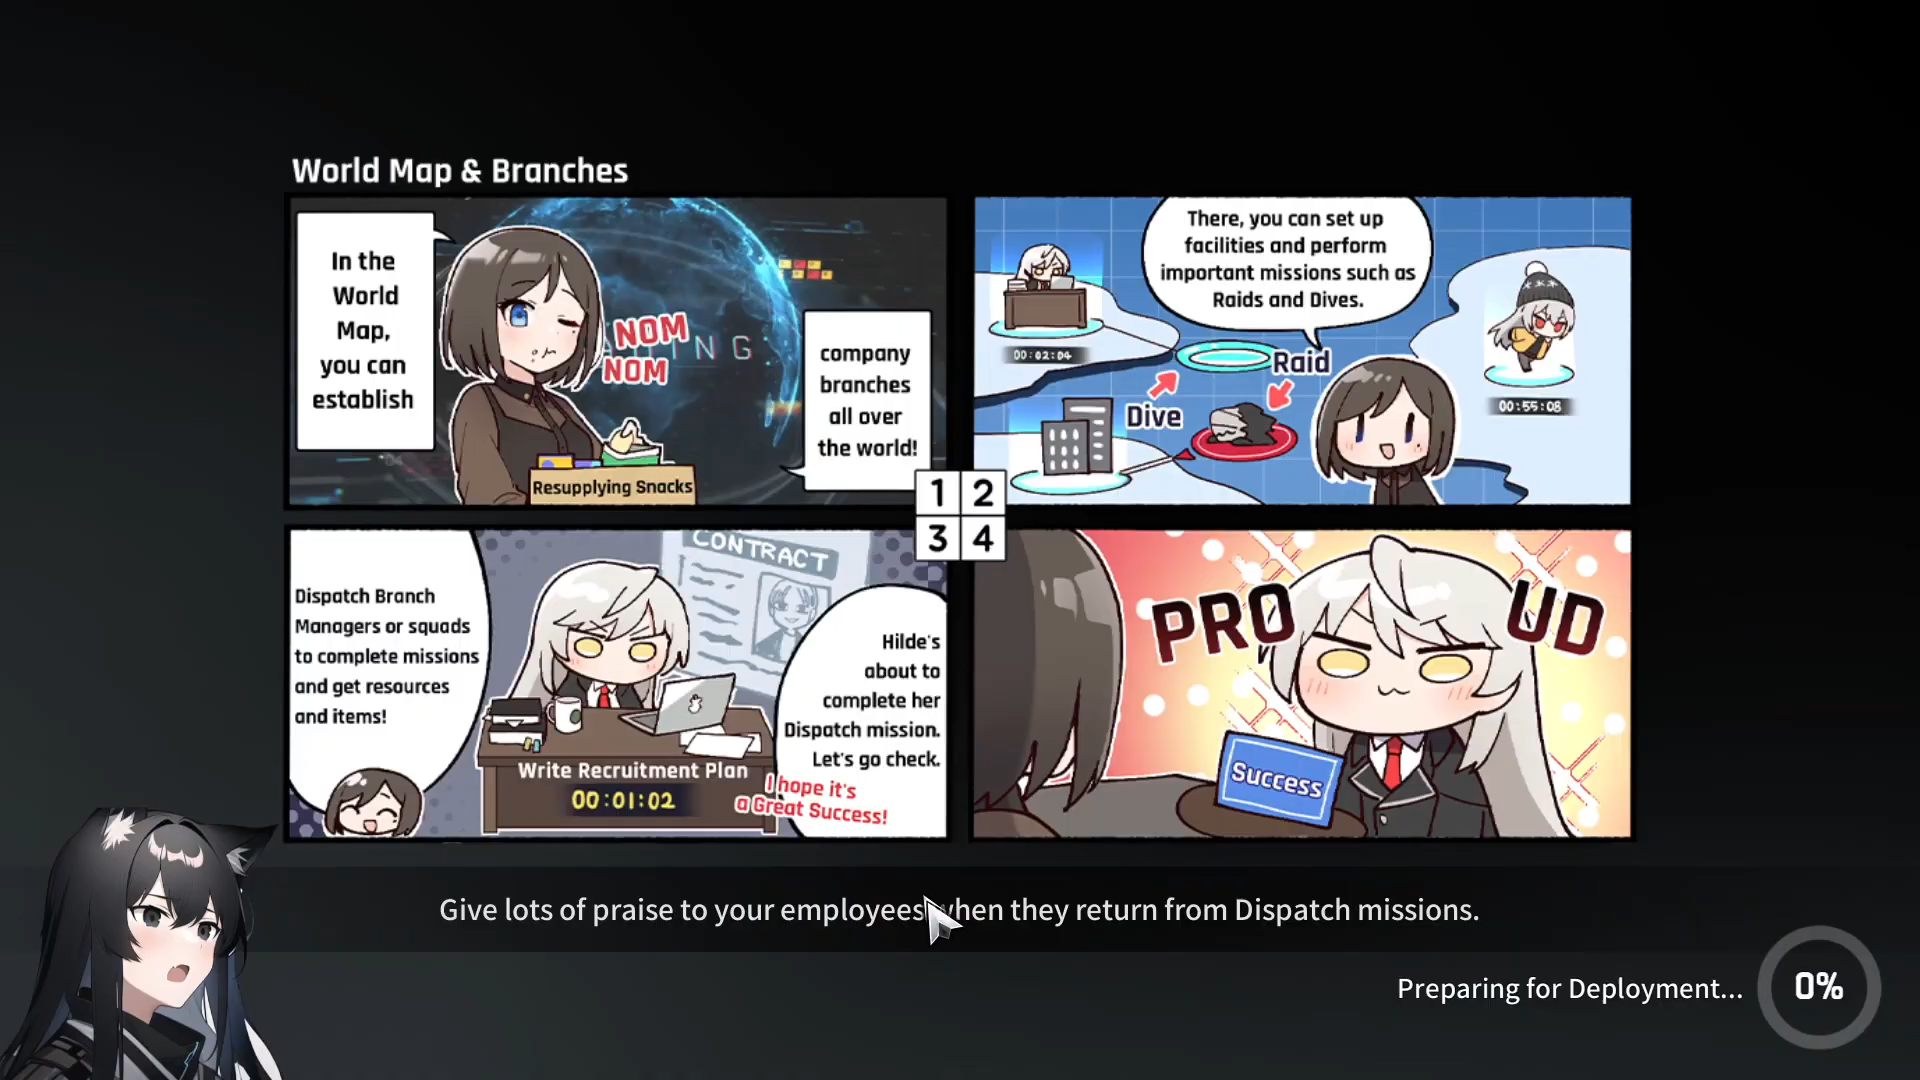 World Map & Branches
In the
World
Map,
you can
establish
NOM
NOM
Resupplying Snacks
company
branches
all over
the world!
There, you can set up
facilities and perform
important missions such as
Raids and Dives.
00:02:04
Raid
Dive
00:55:08
1 2
3 4
Dispatch Branch
Managers or squads
to complete missions
and get resources
and items!
CONTRACT
Write Recruitment Plan
00:01:02
Hilde's
about to
complete her
Dispatch mission.
Let's go check.
I hope it's
a Great Success!
PROUD
Success
Give lots of praise to your employees when they return from Dispatch missions.
Preparing for Deployment...
0%